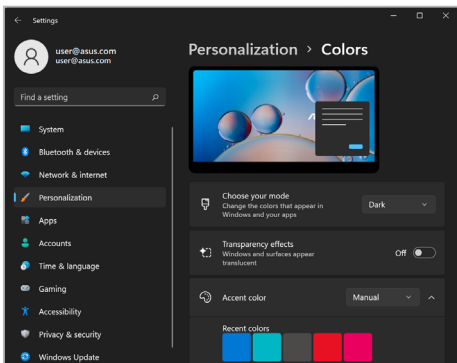 Settings
user@asus.com
user@asus.com
Find a setting
System
Bluetooth & devices
Network & internet
Personalization
Apps
Accounts
Time & language
Gaming
Accessibility
Privacy & security
Windows Update
Personalization > Colors
Choose your mode
Change the colors that appear in
Windows and your apps
Dark
Transparency effects
Windows and surfaces appear
translucent
Off
Accent color
Manual
Recent colors